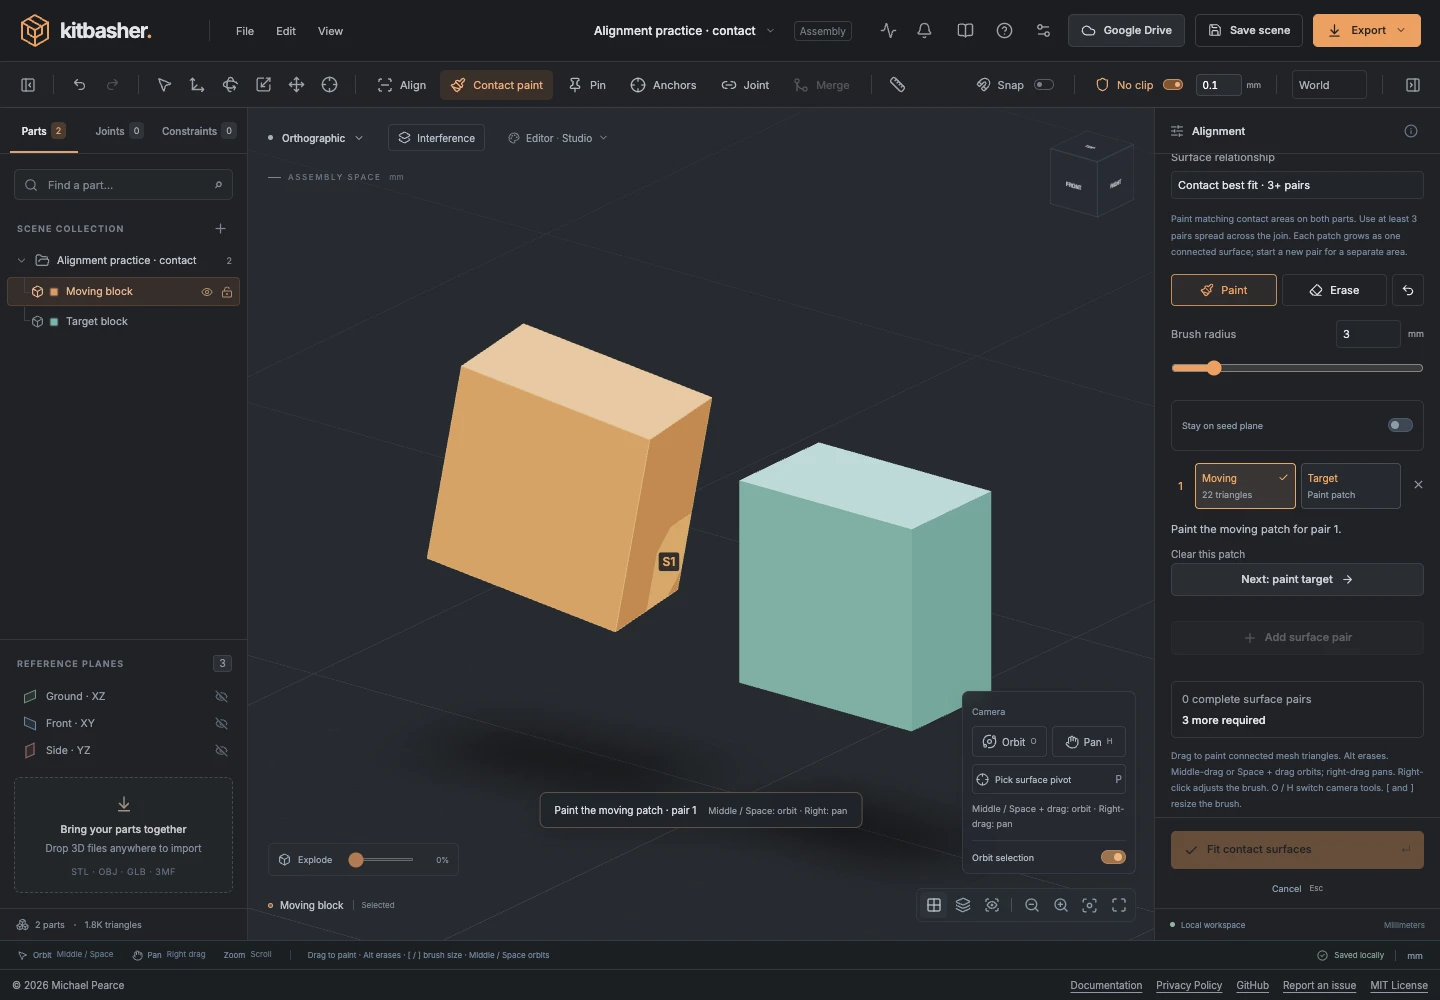 kitbasher.
File Edit View
Alignment practice · contact
Assembly
Google Drive
Save scene
Export
Align
Contact paint
Pin
Anchors
Joint
Merge
Snap
No clip
0.1 mm
World
Parts 2
Joints 0
Constraints 0
Find a part...
SCENE COLLECTION
Alignment practice · contact 2
Moving block
Target block
REFERENCE PLANES 3
Ground · XZ
Front · XY
Side · YZ
Bring your parts together
Drop 3D files anywhere to import
STL · OBJ · GLB · 3MF
2 parts · 1.8K triangles
Orthographic
Interference
Editor · Studio
ASSEMBLY SPACE mm
FRONT
RIGHT
S1
Paint the moving patch · pair 1 Middle / Space: orbit · Right: pan
Explode 0%
Moving block Selected
Camera
Orbit O
Pan H
Pick surface pivot P
Middle / Space + drag: orbit · Right-
drag: pan
Orbit selection
Alignment
Surface relationship
Contact best fit · 3+ pairs
Paint matching contact areas on both parts. Use at least 3
pairs spread across the join. Each patch grows as one
connected surface; start a new pair for a separate area.
Paint
Erase
Brush radius 3 mm
Stay on seed plane
1
Moving
22 triangles
Target
Paint patch
Paint the moving patch for pair 1.
Clear this patch
Next: paint target
Add surface pair
0 complete surface pairs
3 more required
Drag to paint connected mesh triangles. Alt erases.
Middle-drag or Space + drag orbits; right-drag pans. Right-
click adjusts the brush. O / H switch camera tools. [ and ]
resize the brush.
Fit contact surfaces
Cancel Esc
Local workspace Millimeters
Orbit Middle / Space
Pan Right drag
Zoom Scroll
Drag to paint · Alt erases · [ / ] brush size · Middle / Space orbits
Saved locally mm
© 2026 Michael Pearce
Documentation Privacy Policy GitHub Report an issue MIT License